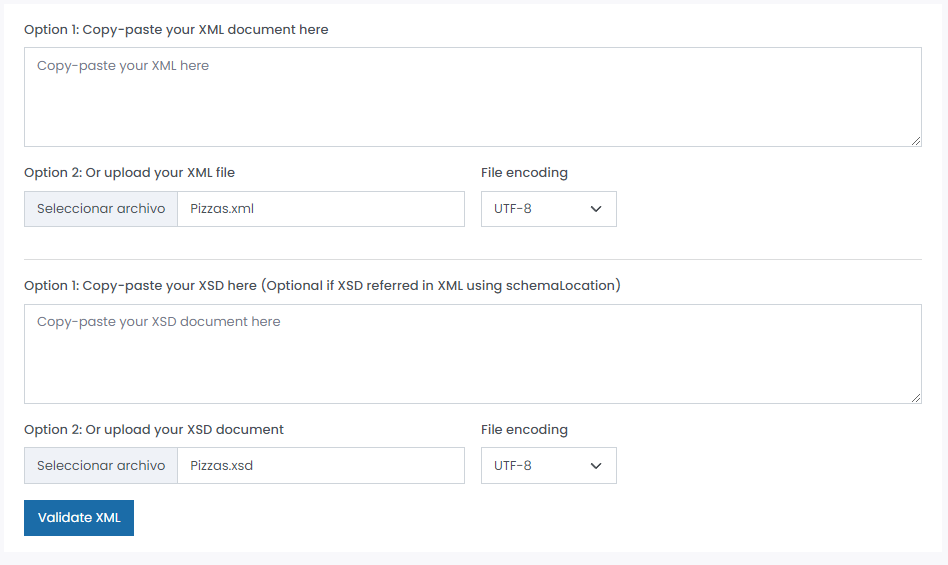 Option 1: Copy-paste your XML document here
Copy-paste your XML here
Option 2: Or upload your XML file
File encoding
Seleccionar archivo
Pizzas.xml
UTF-8
Option 1: Copy-paste your XSD here (Optional if XSD referred in XML using schemaLocation)
Copy-paste your XSD document here
Option 2: Or upload your XSD document
File encoding
Seleccionar archivo
Pizzas.xsd
UTF-8
Validate XML